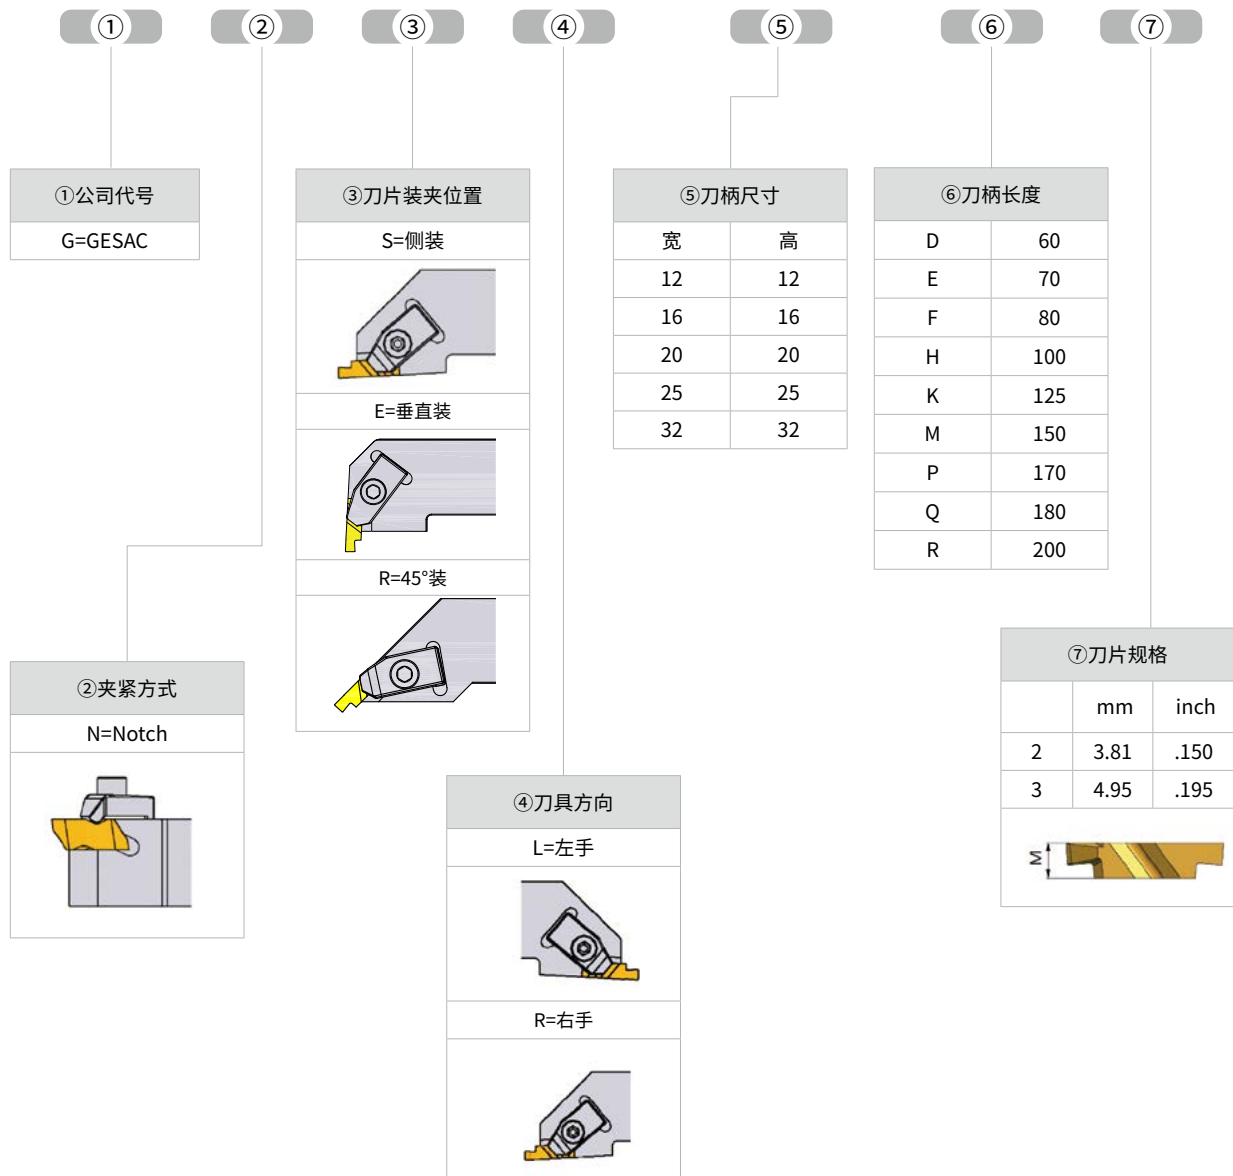 ① ② ③ ④ ⑤ ⑥ ⑦
①公司代号
G=GESAC
③刀片装夹位置
S=侧装
E=垂直装
R=45°装
⑤刀柄尺寸
宽 高
12 12
16 16
20 20
25 25
32 32
⑥刀柄长度
D 60
E 70
F 80
H 100
K 125
M 150
P 170
Q 180
R 200
②夹紧方式
N=Notch
④刀具方向
L=左手
R=右手
⑦刀片规格
mm inch
2 3.81 .150
3 4.95 .195
M